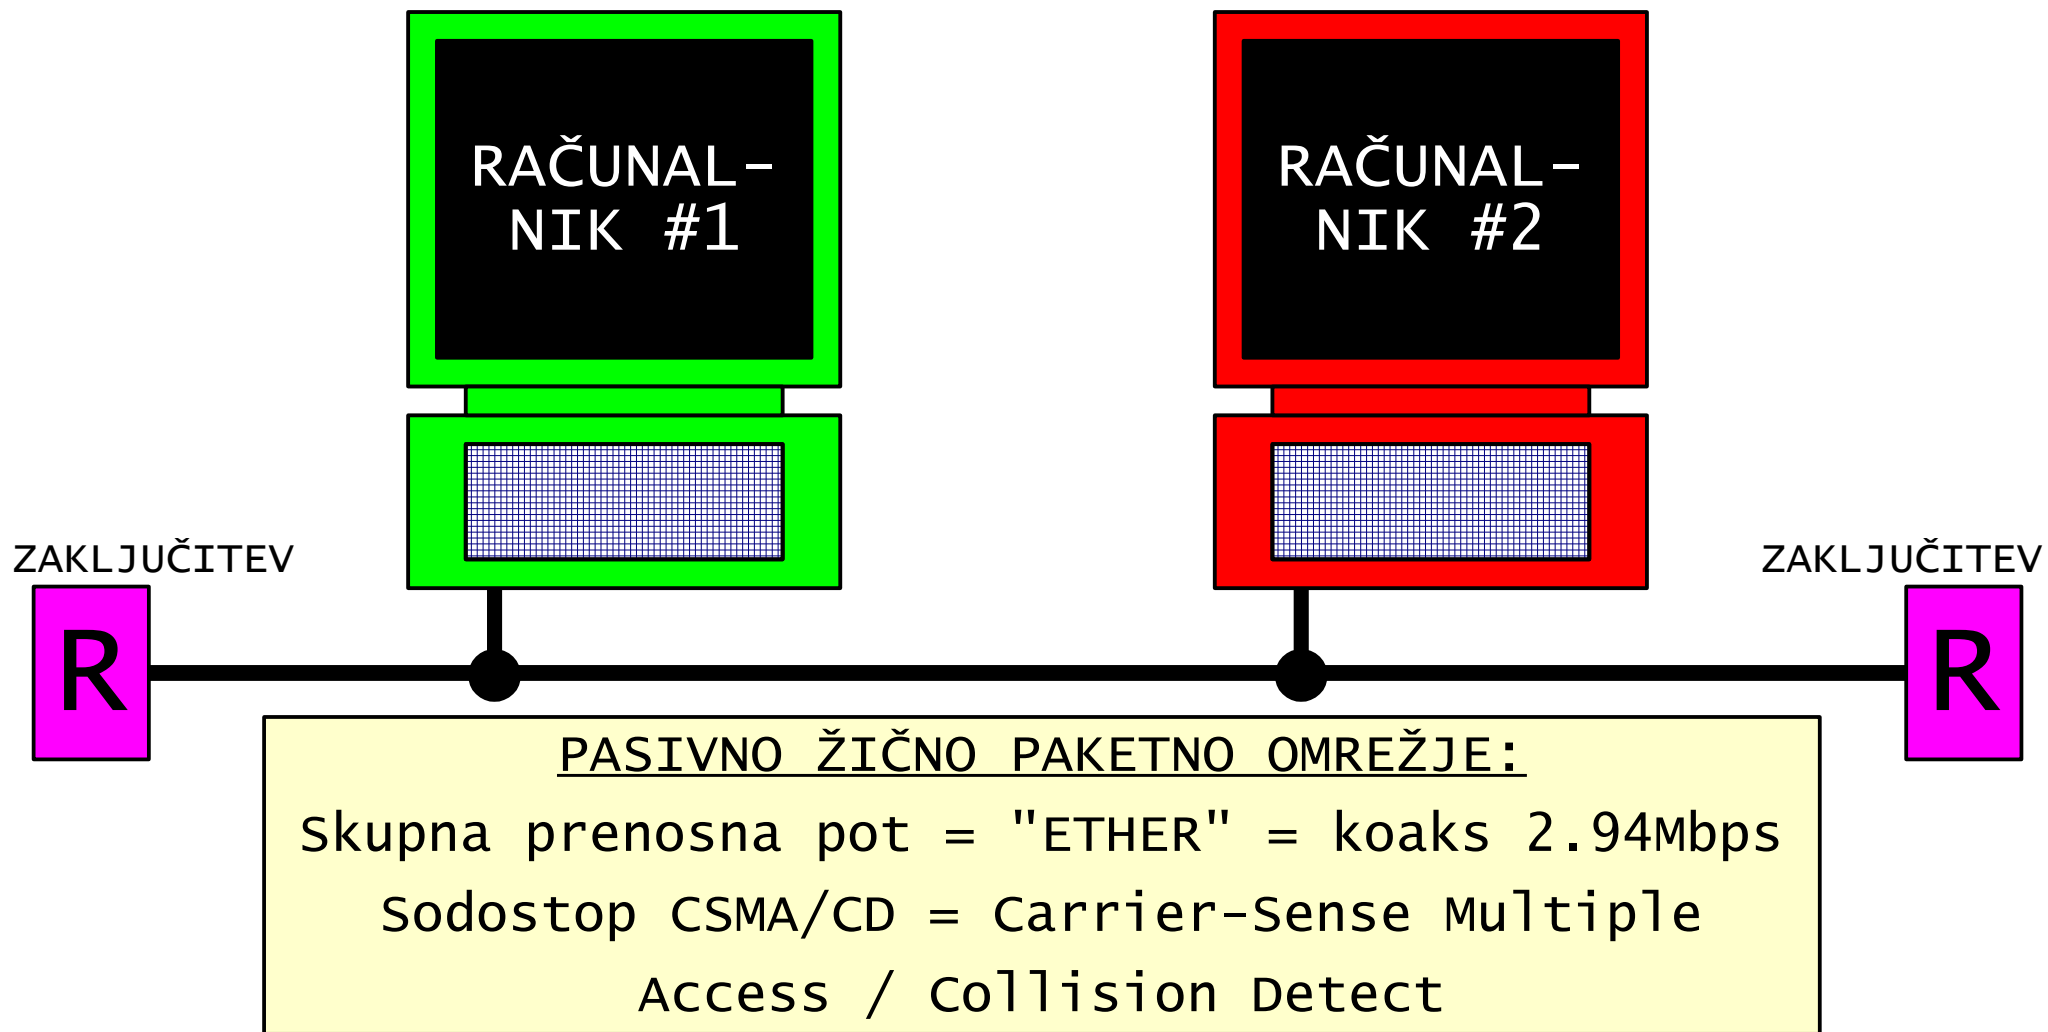 RAČUNAL-
NIK #1
RAČUNAL-
NIK #2
ZAKLJUČITEV
ZAKLJUČITEV
R
R
PASIVNO ŽIČNO PAKETNO OMREŽJE:
Skupna prenosna pot = "ETHER" = koaks 2.94Mbps
Sodostop CSMA/CD = Carrier-Sense Multiple
Access / Collision Detect